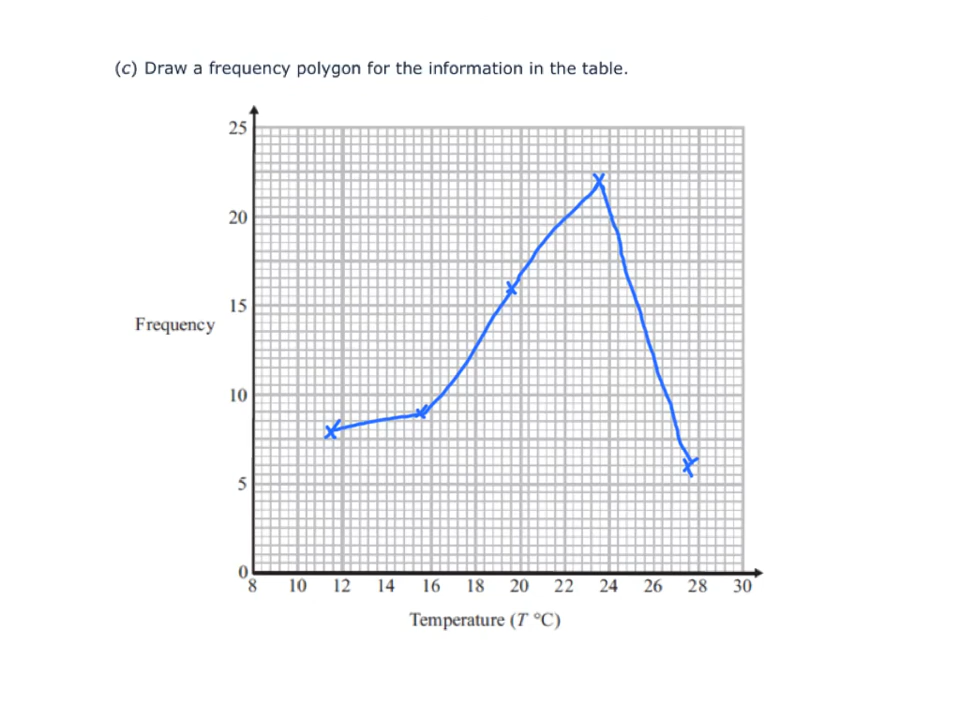 (c) Draw a frequency polygon for the information in the table.
25
20
15
Frequency
10
5
0
8 10 12 14 16 18 20 22 24 26 28 30
Temperature (T °C)